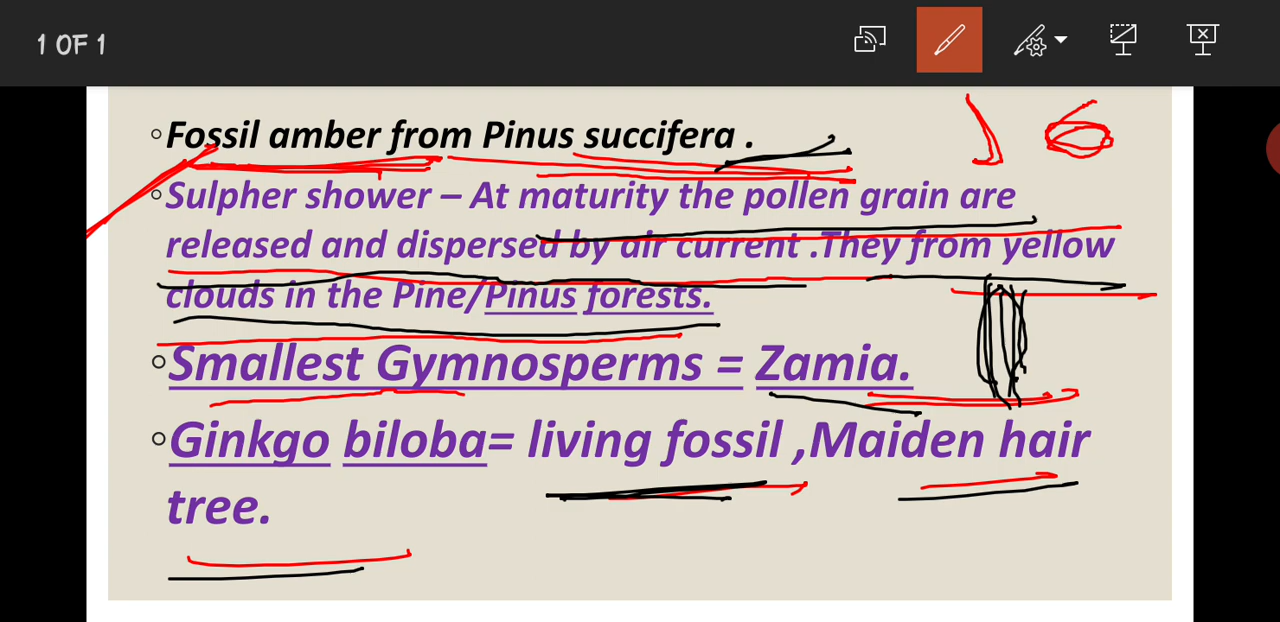 1 OF 1
Fossil amber from Pinus succifera .
16
Sulpher shower – At maturity the pollen grain are
released and dispersed by air current .They from yellow
clouds in the Pine/Pinus forests.
Smallest Gymnosperms = Zamia.
Ginkgo biloba= living fossil ,Maiden hair
tree.